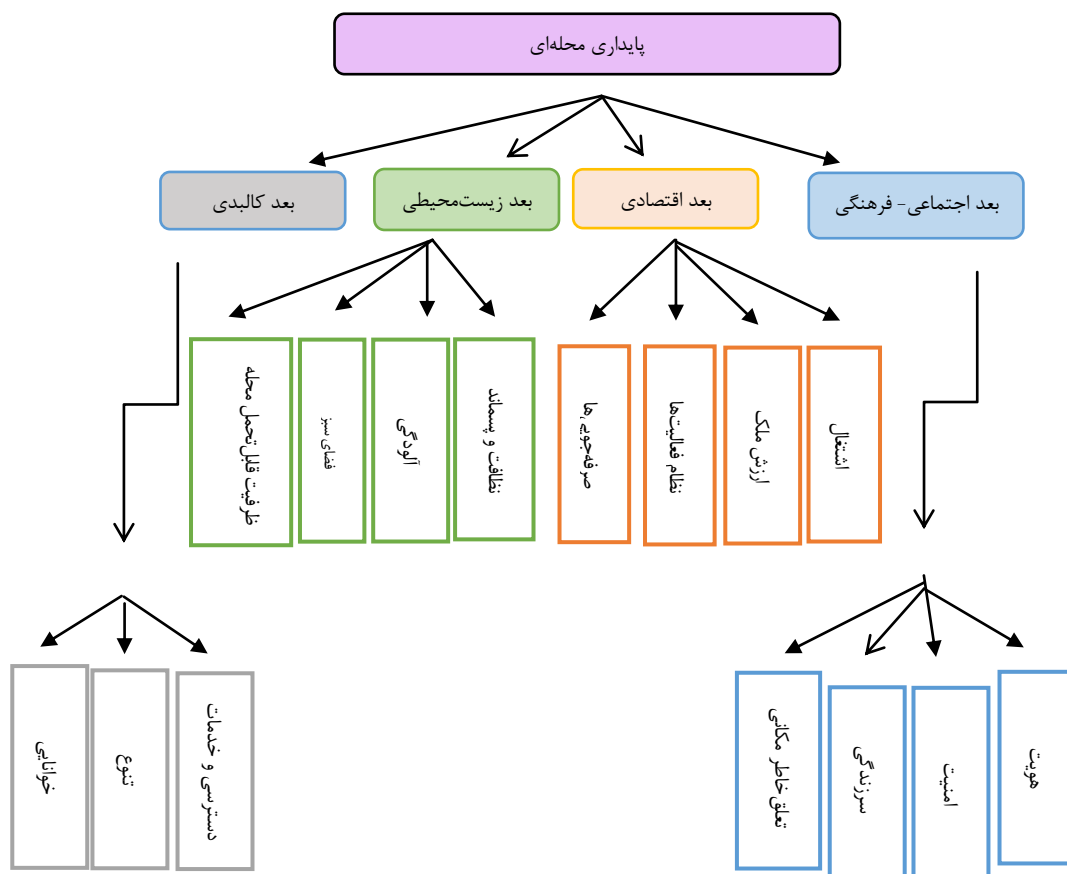 پایداری محله‌ای
بعد اجتماعی- فرهنگی
بعد اقتصادی
بعد زیست‌محیطی
بعد کالبدی
اشتغال
ارزش ملک
نظام فعالیت‌ها
صرفه‌جویی‌ها
نظافت و پسماند
آلودگی
فضای سبز
ظرفیت قابل‌تحمل محله
هویت
امنیت
سرزندگی
تعلق خاطر مکانی
دسترسی و خدمات
تنوع
خوانایی